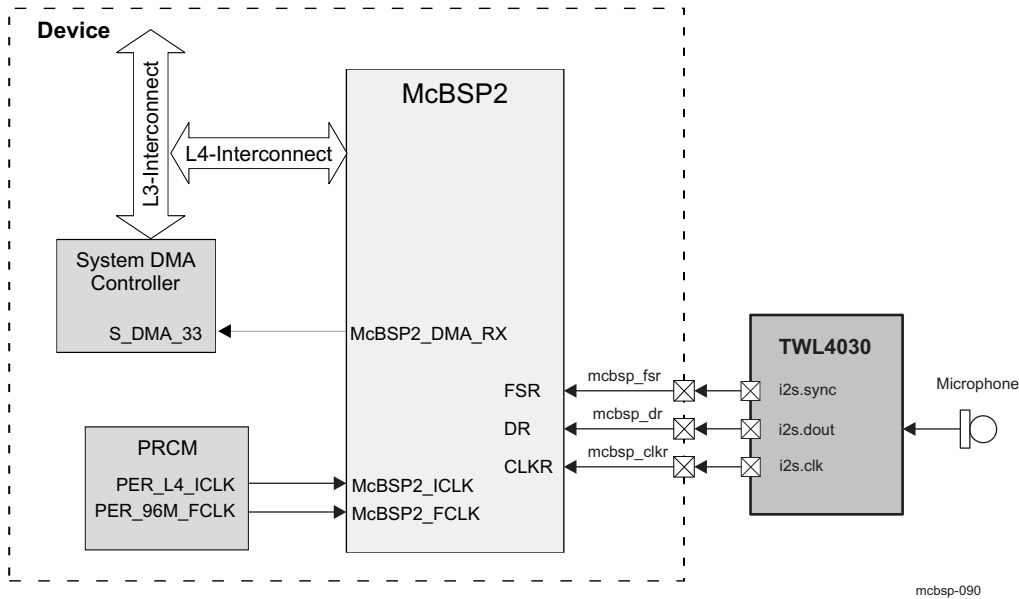 Device
L3-Interconnect
L4-Interconnect
McBSP2
System DMA
Controller
S_DMA_33
McBSP2_DMA_RX
TWL4030
FSR
mcbsp_fsr
i2s.sync
Microphone
DR
mcbsp_dr
i2s.dout
CLKR
mcbsp_clkr
i2s.clk
PRCM
PER_L4_ICLK
McBSP2_ICLK
PER_96M_FCLK
McBSP2_FCLK
mcbsp-090